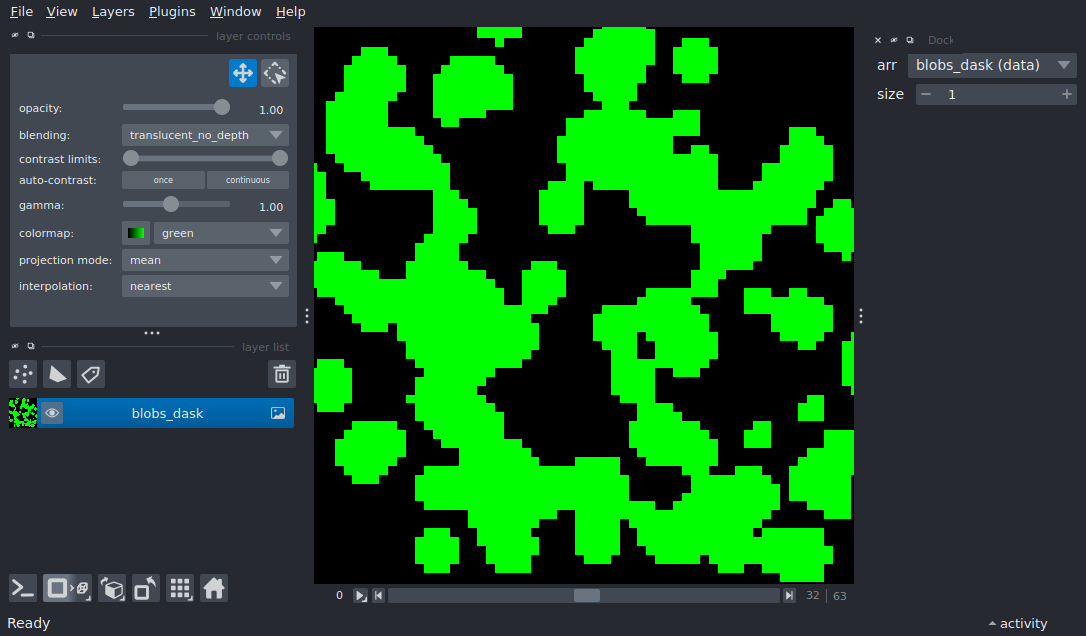 File View Layers Plugins Window Help
layer controls
opacity: 1.00
blending: translucent_no_depth
contrast limits:
auto-contrast: once continuous
gamma: 1.00
colormap: green
projection mode: mean
interpolation: nearest
layer list
blobs_dask
Dock
arr blobs_dask (data)
size 1
0 32 63
Ready
activity